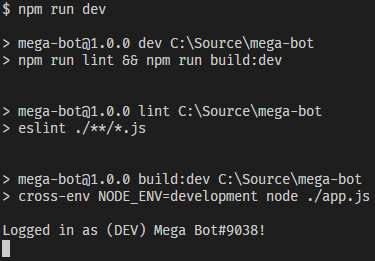 $ npm run dev
> mega-bot@1.0.0 dev C:\Source\mega-bot
> npm run lint && npm run build:dev
> mega-bot@1.0.0 lint C:\Source\mega-bot
> eslint ./**/*.js
> mega-bot@1.0.0 build:dev C:\Source\mega-bot
> cross-env NODE_ENV=development node ./app.js
Logged in as (DEV) Mega Bot#9038!